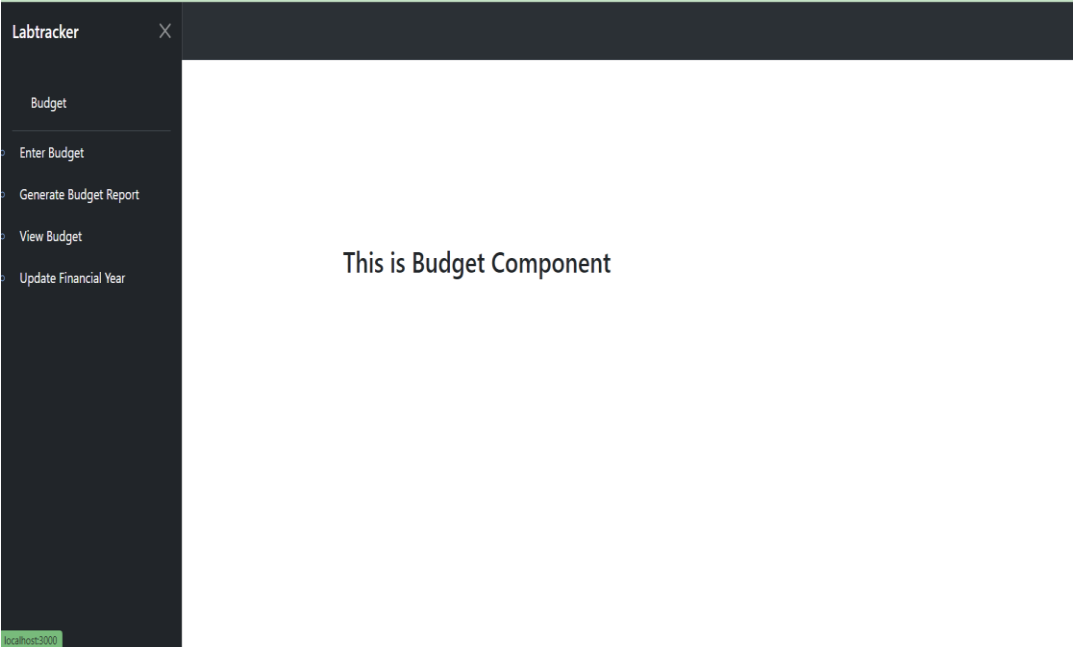 Labtracker
Budget
Enter Budget
Generate Budget Report
View Budget
Update Financial Year
This is Budget Component
localhost:3000